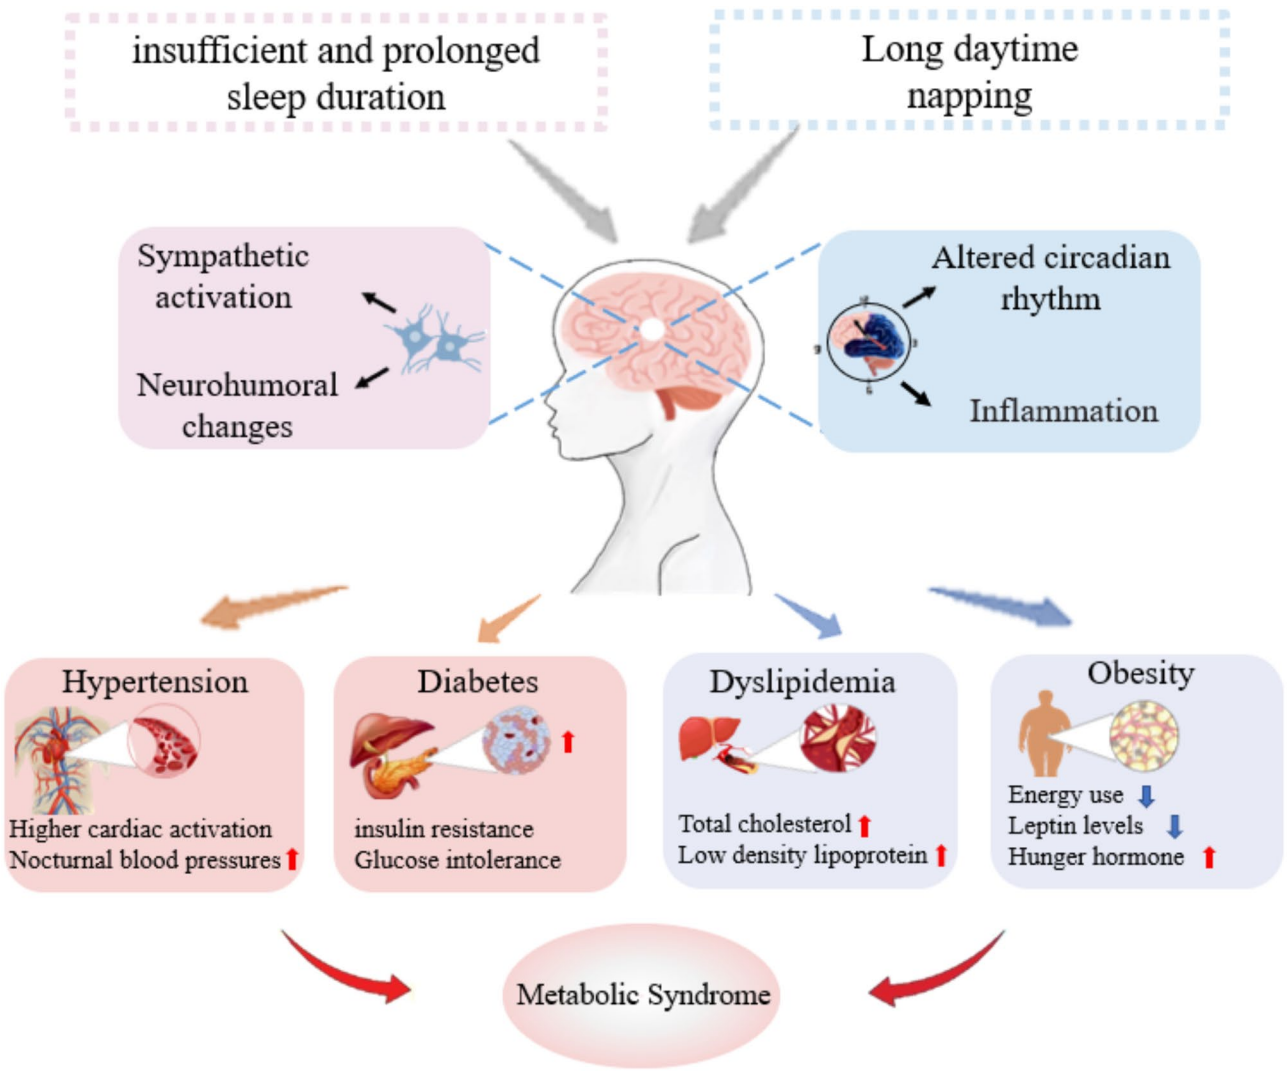 insufficient and prolonged
sleep duration
Long daytime
napping
Sympathetic
activation
Neurohumoral
changes
Altered circadian
rhythm
Inflammation
Hypertension
Higher cardiac activation
Nocturnal blood pressures
Diabetes
insulin resistance
Glucose intolerance
Dyslipidemia
Total cholesterol
Low density lipoprotein
Obesity
Energy use
Leptin levels
Hunger hormone
Metabolic Syndrome